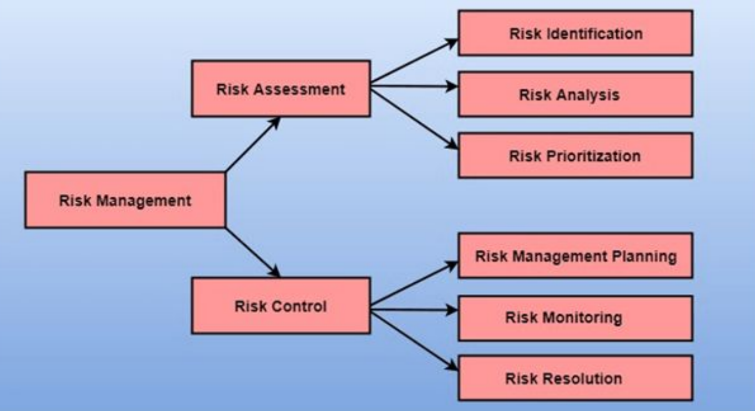 Risk Management
Risk Assessment
Risk Identification
Risk Analysis
Risk Prioritization
Risk Control
Risk Management Planning
Risk Monitoring
Risk Resolution